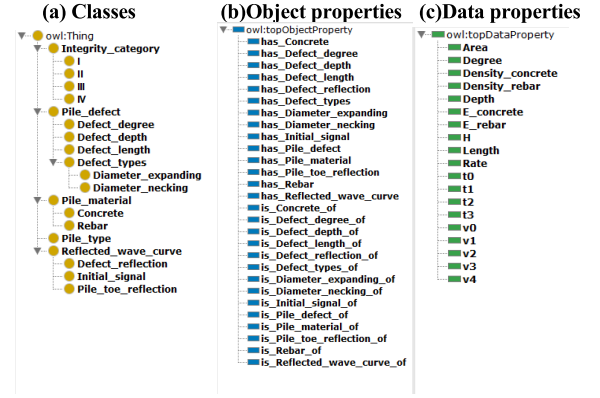 (a) Classes
owl:Thing
Integrity_category
I
II
III
IV
Pile_defect
Defect_degree
Defect_depth
Defect_length
Defect_types
Diameter_expanding
Diameter_necking
Pile_material
Concrete
Rebar
Pile_type
Reflected_wave_curve
Defect_reflection
Initial_signal
Pile_toe_reflection
(b)Object properties
owl:topObjectProperty
has_Concrete
has_Defect_degree
has_Defect_depth
has_Defect_length
has_Defect_reflection
has_Defect_types
has_Diameter_expanding
has_Diameter_necking
has_Initial_signal
has_Pile_defect
has_Pile_material
has_Pile_toe_reflection
has_Rebar
has_Reflected_wave_curve
is_Concrete_of
is_Defect_degree_of
is_Defect_depth_of
is_Defect_length_of
is_Defect_reflection_of
is_Defect_types_of
is_Diameter_expanding_of
is_Diameter_necking_of
is_Initial_signal_of
is_Pile_defect_of
is_Pile_material_of
is_Pile_toe_reflection_of
is_Rebar_of
is_Reflected_wave_curve_of
(c)Data properties
owl:topDataProperty
Area
Degree
Density_concrete
Density_rebar
Depth
E_concrete
E_rebar
H
Length
Rate
t0
t1
t2
t3
v0
v1
v2
v3
v4